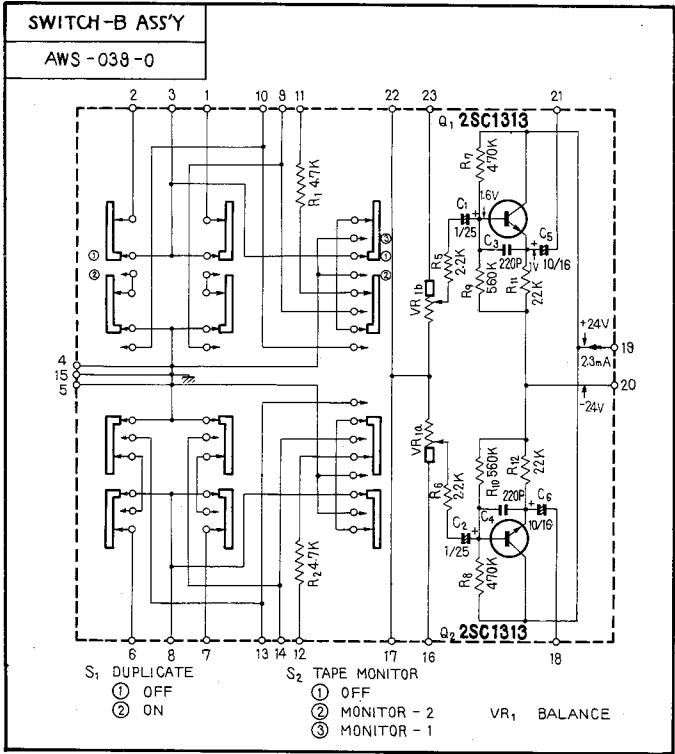 SWITCH-B ASS'Y
AWS-038-0
2 3 1 10 9 11 22 23 21
Q1 2SC1313
R7 470K
R1 4.7K
1.6V
C1
1/25
③
①
②
①
②
R5 2.2K
C3
220P
C5
10/16
1V
R9 560K
R11 22K
VR1b
+24V
19
2.3mA
20
-24V
4
15
5
VR1a
R6 2.2K
R10 560K
R12 22K
220P
C4
C6
10/16
C2
1/25
R8 470K
R2 4.7K
Q2 2SC1313
6 8 7 13 14 12 17 16 18
S1 DUPLICATE
① OFF
② ON
S2 TAPE MONITOR
① OFF
② MONITOR - 2
③ MONITOR - 1
VR1 BALANCE